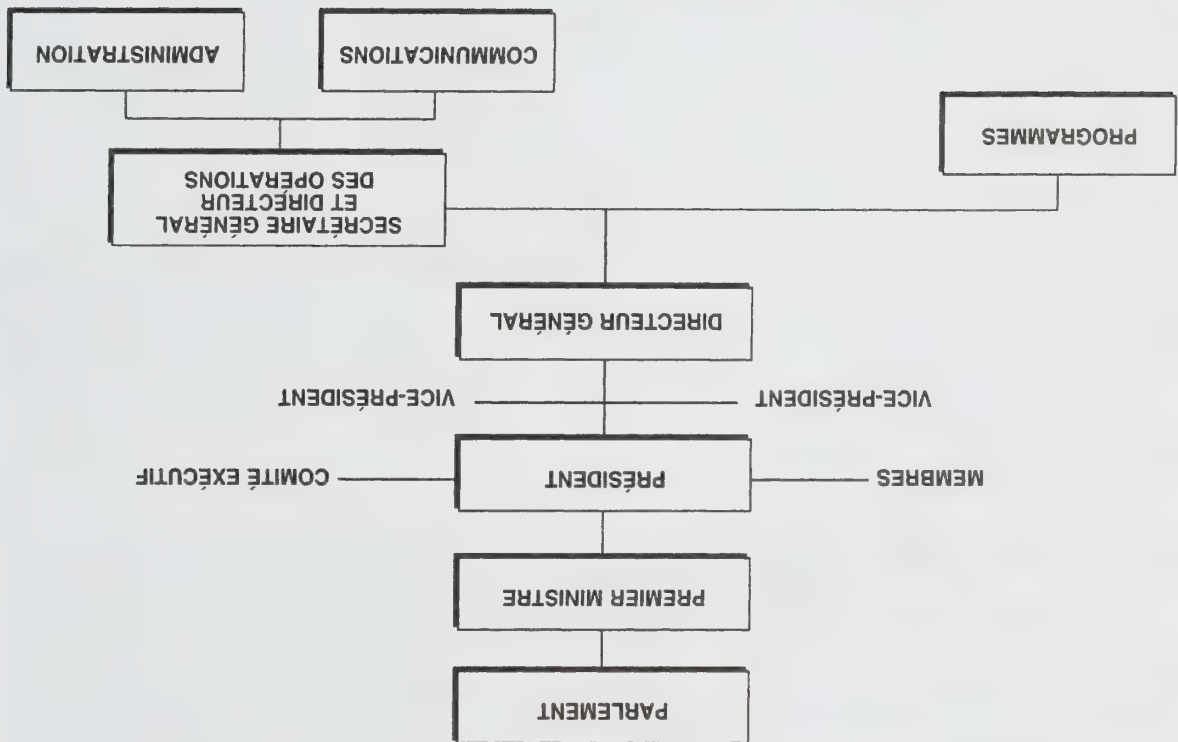 PARLEMENT
PREMIER MINISTRE
MEMBRES
PRÉSIDENT
COMITÉ EXÉCUTIF
VICE-PRÉSIDENT
VICE-PRÉSIDENT
DIRECTEUR GÉNÉRAL
PROGRAMMES
SECRÉTAIRE GÉNÉRAL
ET DIRECTEUR
DES OPÉRATIONS
COMMUNICATIONS
ADMINISTRATION